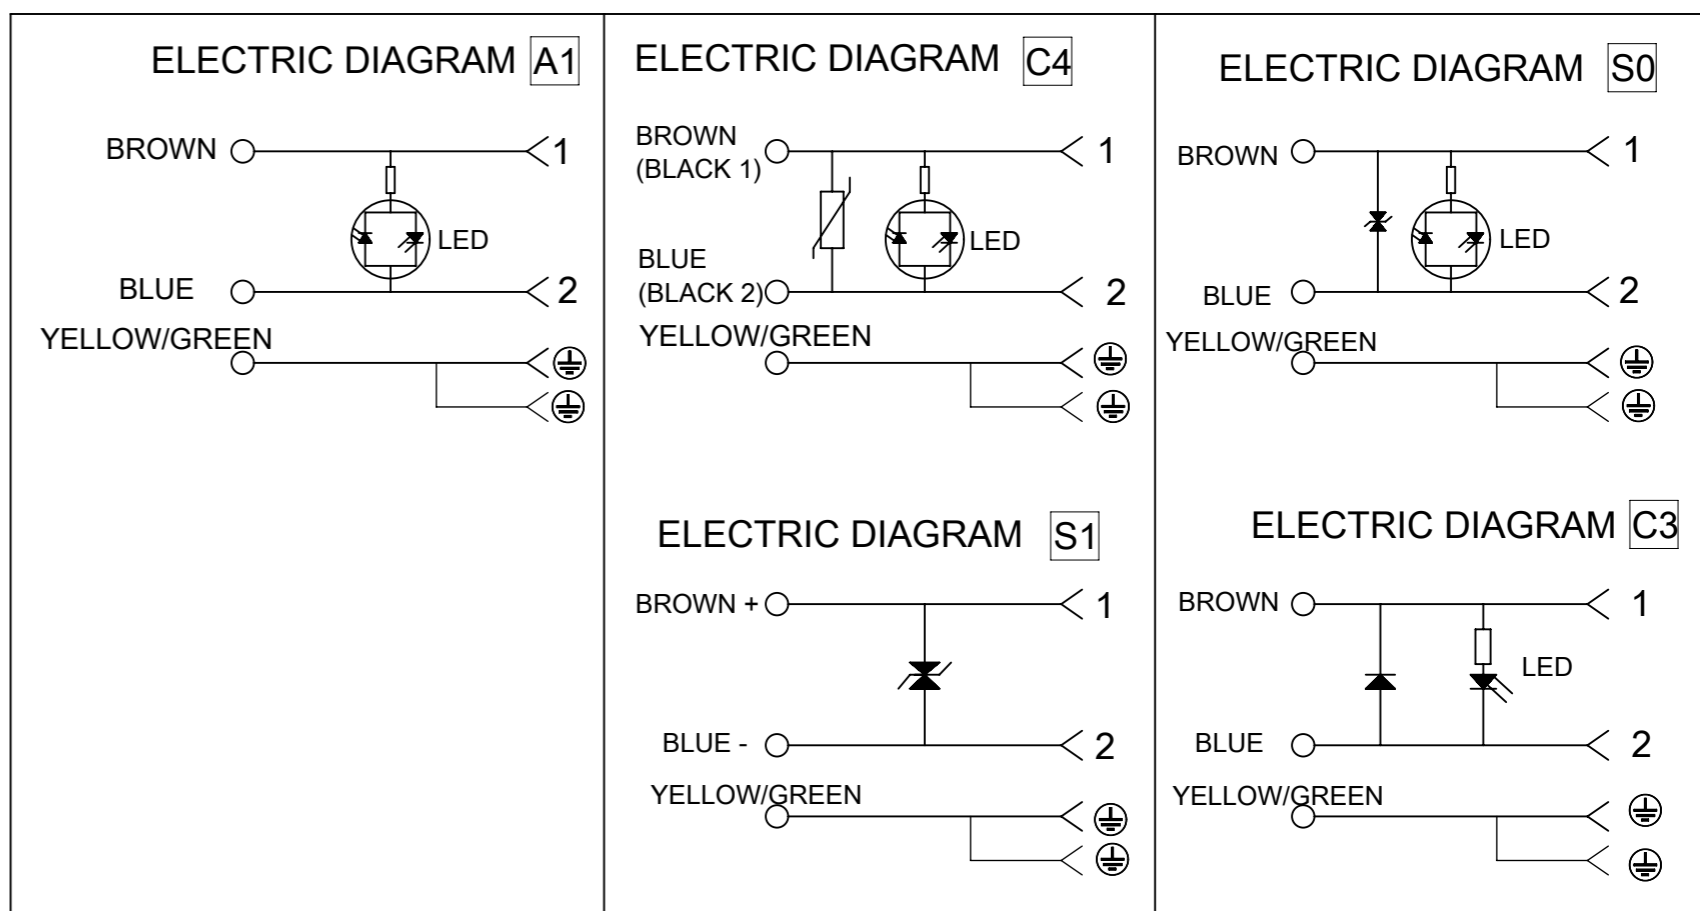 ELECTRIC DIAGRAM A1
BROWN 1
LED
BLUE 2
YELLOW/GREEN
ELECTRIC DIAGRAM C4
BROWN
(BLACK 1) 1
LED
BLUE
(BLACK 2) 2
YELLOW/GREEN
ELECTRIC DIAGRAM S0
BROWN 1
LED
BLUE 2
YELLOW/GREEN
ELECTRIC DIAGRAM S1
BROWN + 1
BLUE - 2
YELLOW/GREEN
ELECTRIC DIAGRAM C3
BROWN 1
LED
BLUE 2
YELLOW/GREEN